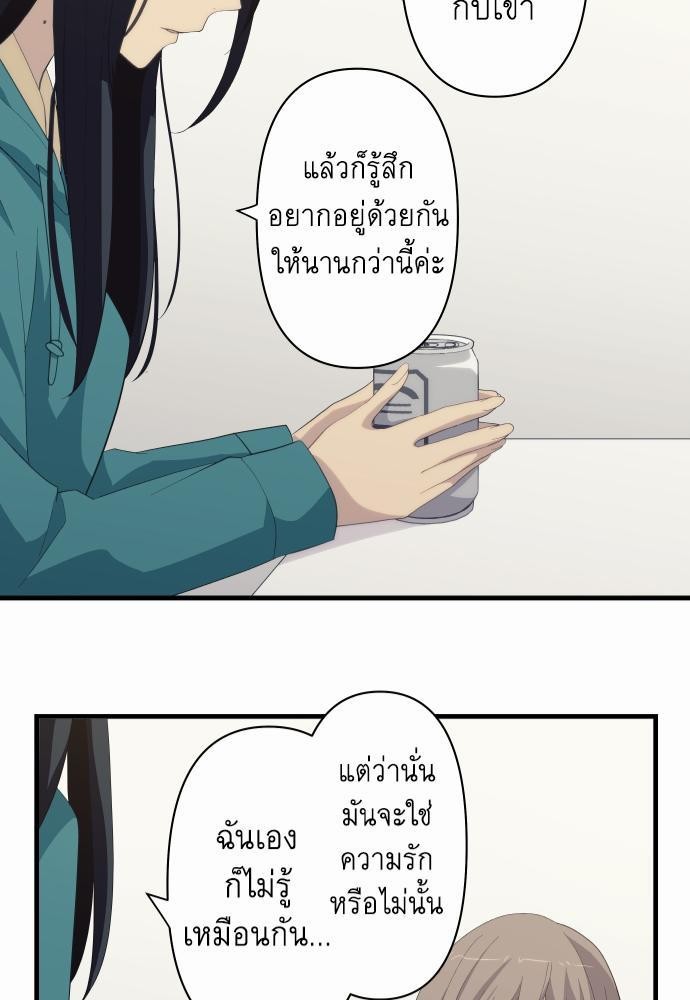 กับเขา
แล้วก็รู้สึก
อยากอยู่ด้วยกัน
ให้นานกว่านี้ค่ะ
แต่ว่านั่น
มันจะใช่
ความรัก
หรือไม่นั้น
ฉันเอง
ก็ไม่รู้
เหมือนกัน...